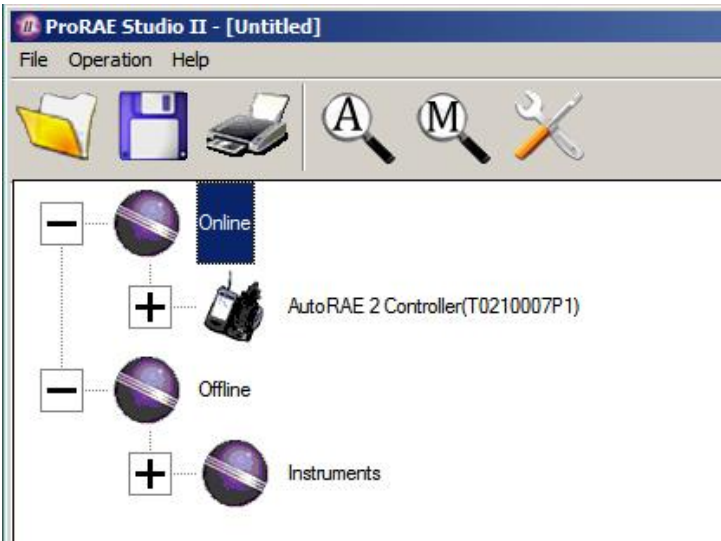 ProRAE Studio II - [Untitled]
File Operation Help
A M
Online
AutoRAE 2 Controller(T0210007P1)
Offline
Instruments